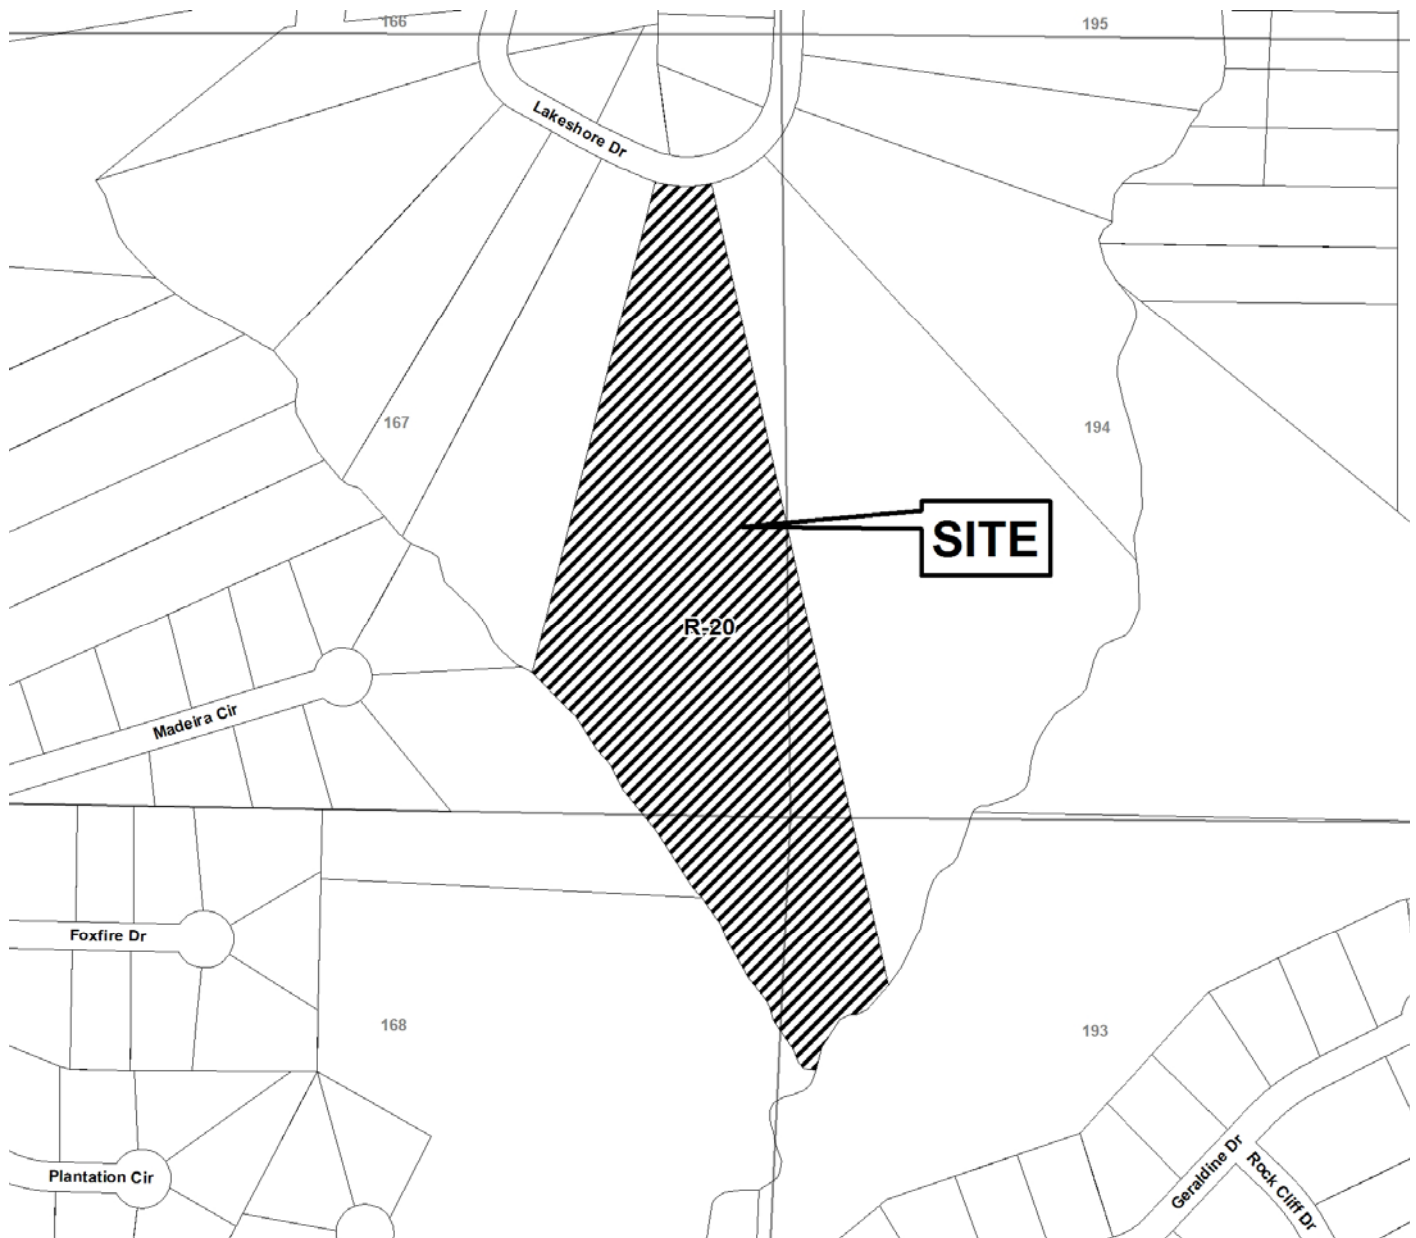 166
195
Lakeshore Dr
167
194
SITE
R-20
Madeira Cir
Foxfire Dr
168
193
Plantation Cir
Geraldine Dr
Rock Cliff Dr